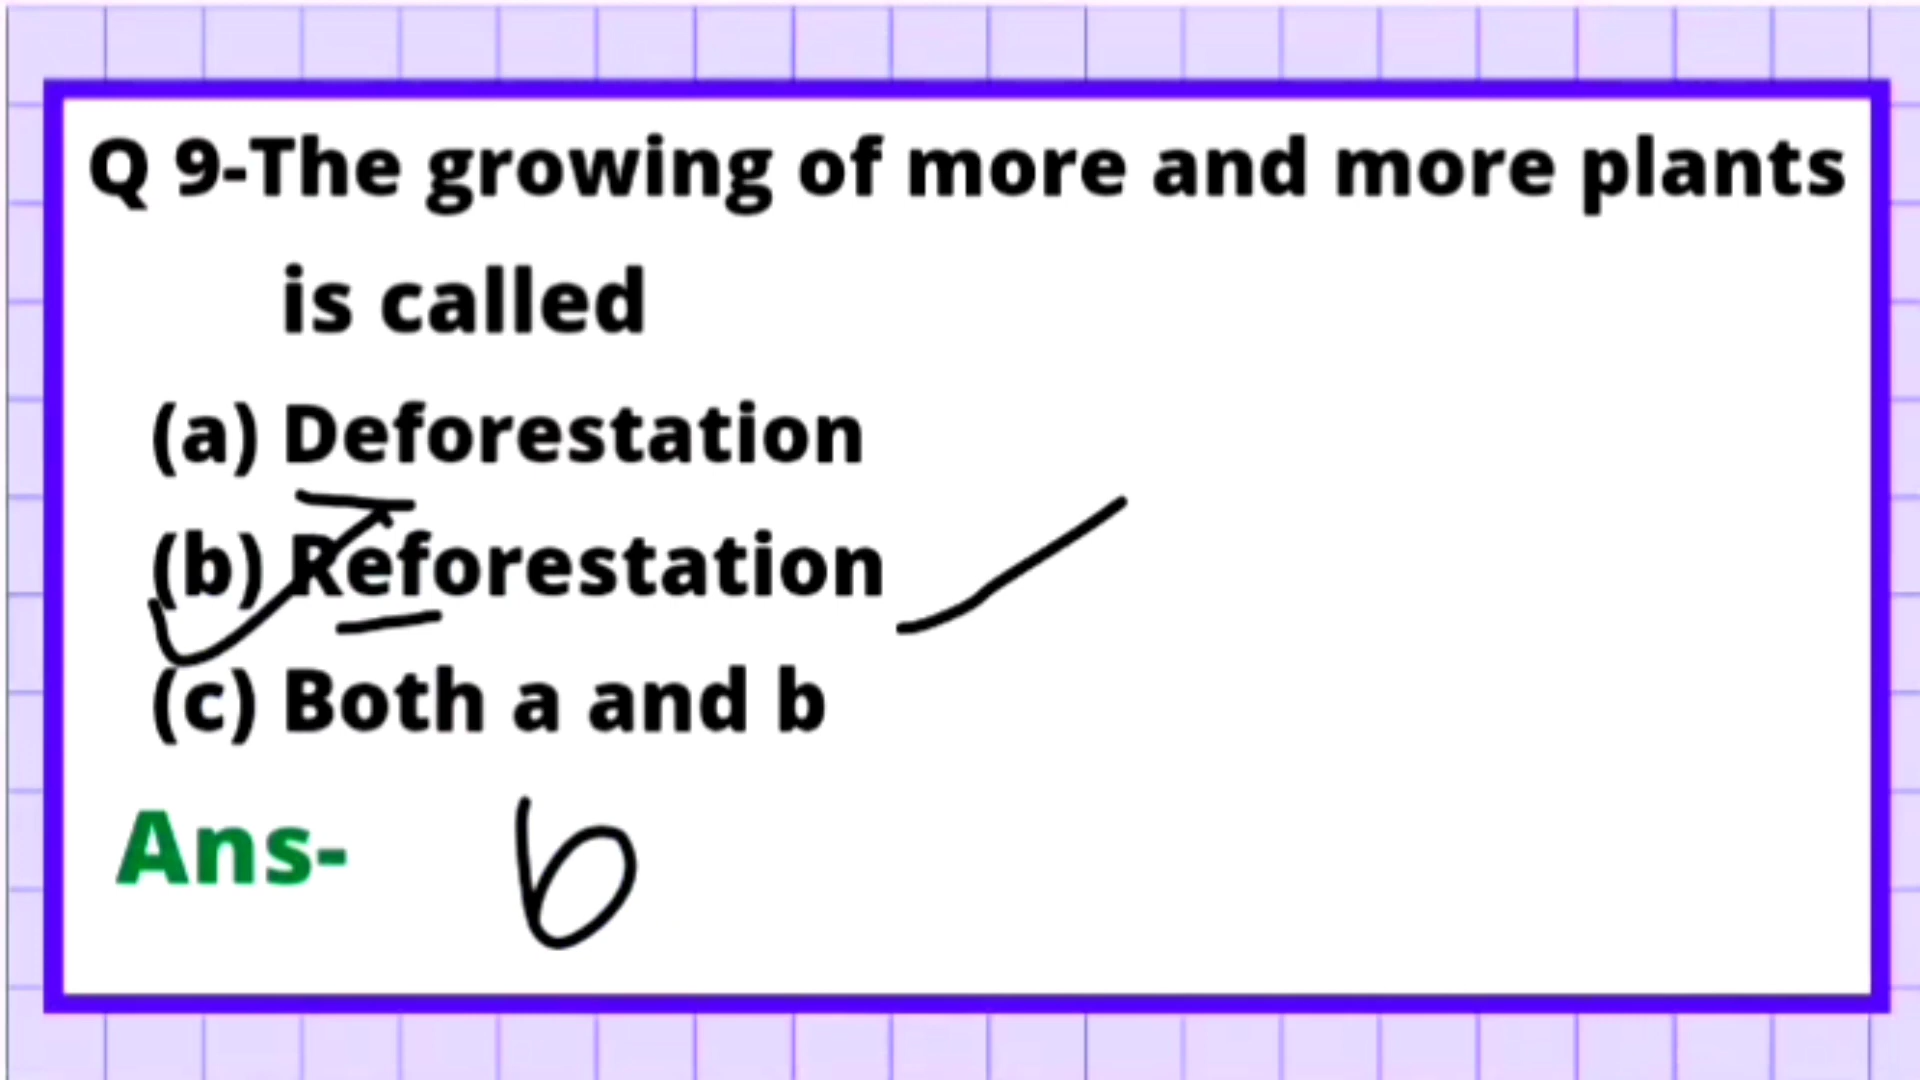 Q 9-The growing of more and more plants
is called
(a) Deforestation
(b) Reforestation
(c) Both a and b
Ans- b